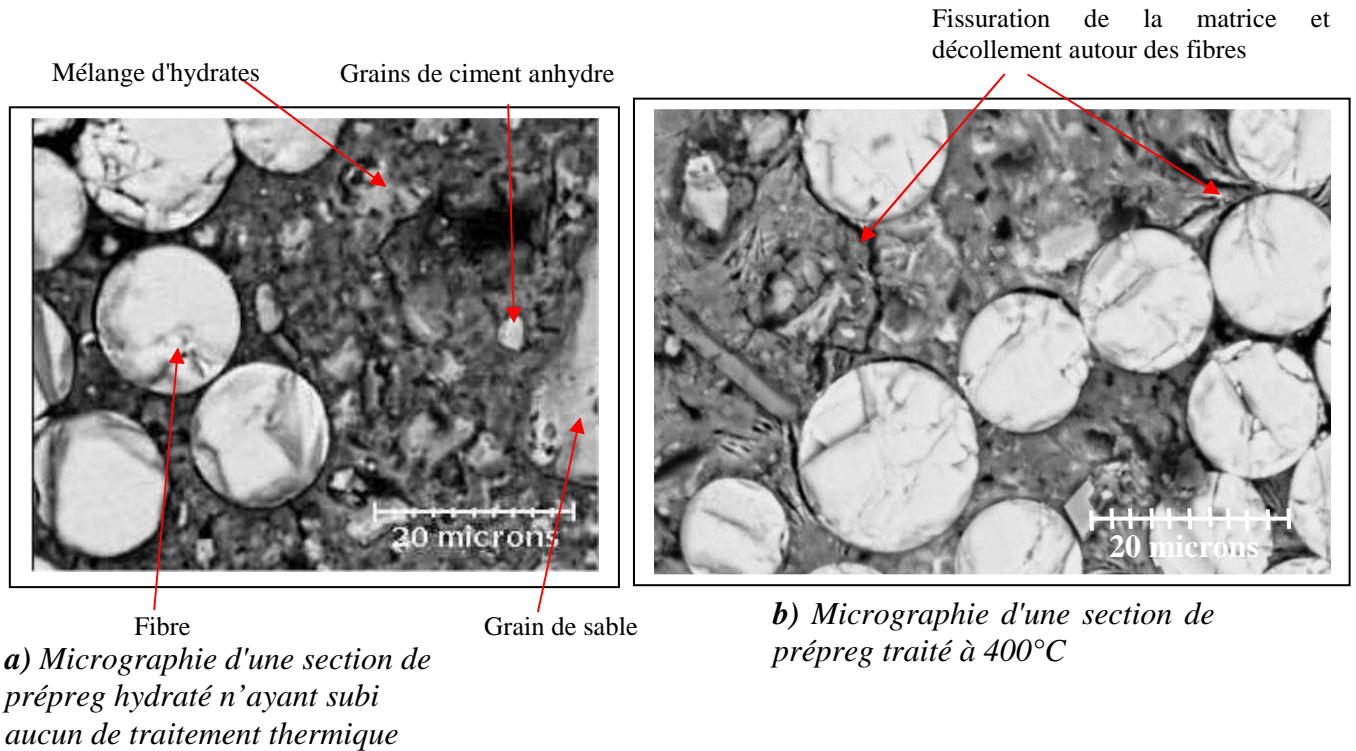 Fissuration de la matrice et
décollement autour des fibres
Mélange d'hydrates
Grains de ciment anhydre
20 microns
20 microns
Fibre
Grain de sable
a) Micrographie d'une section de
prépreg hydraté n’ayant subi
aucun de traitement thermique
b) Micrographie d'une section de
prépreg traité à 400°C